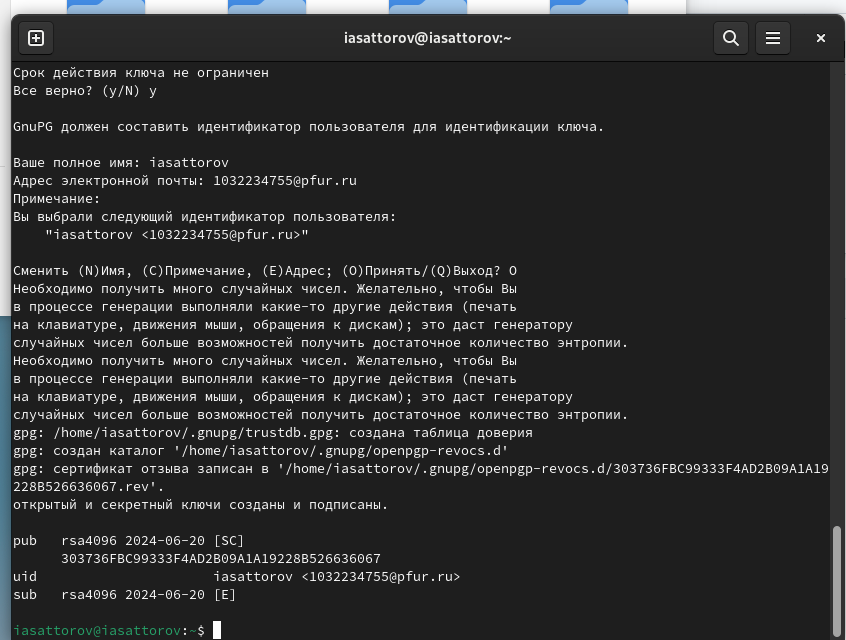 iasattorov@iasattorov:~
Срок действия ключа не ограничен
Все верно? (y/N) y
GnuPG должен составить идентификатор пользователя для идентификации ключа.
Ваше полное имя: iasattorov
Адрес электронной почты: 1032234755@pfur.ru
Примечание:
Вы выбрали следующий идентификатор пользователя:
    "iasattorov <1032234755@pfur.ru>"
Сменить (N)Имя, (C)Примечание, (E)Адрес; (O)Принять/(Q)Выход? O
Необходимо получить много случайных чисел. Желательно, чтобы Вы
в процессе генерации выполняли какие-то другие действия (печать
на клавиатуре, движения мыши, обращения к дискам); это даст генератору
случайных чисел больше возможностей получить достаточное количество энтропии.
Необходимо получить много случайных чисел. Желательно, чтобы Вы
в процессе генерации выполняли какие-то другие действия (печать
на клавиатуре, движения мыши, обращения к дискам); это даст генератору
случайных чисел больше возможностей получить достаточное количество энтропии.
gpg: /home/iasattorov/.gnupg/trustdb.gpg: создана таблица доверия
gpg: создан каталог '/home/iasattorov/.gnupg/openpgp-revocs.d'
gpg: сертификат отзыва записан в '/home/iasattorov/.gnupg/openpgp-revocs.d/303736FBC99333F4AD2B09A1A19
228B526636067.rev'.
открытый и секретный ключи созданы и подписаны.
pub   rsa4096 2024-06-20 [SC]
      303736FBC99333F4AD2B09A1A19228B526636067
uid                      iasattorov <1032234755@pfur.ru>
sub   rsa4096 2024-06-20 [E]
iasattorov@iasattorov:~$